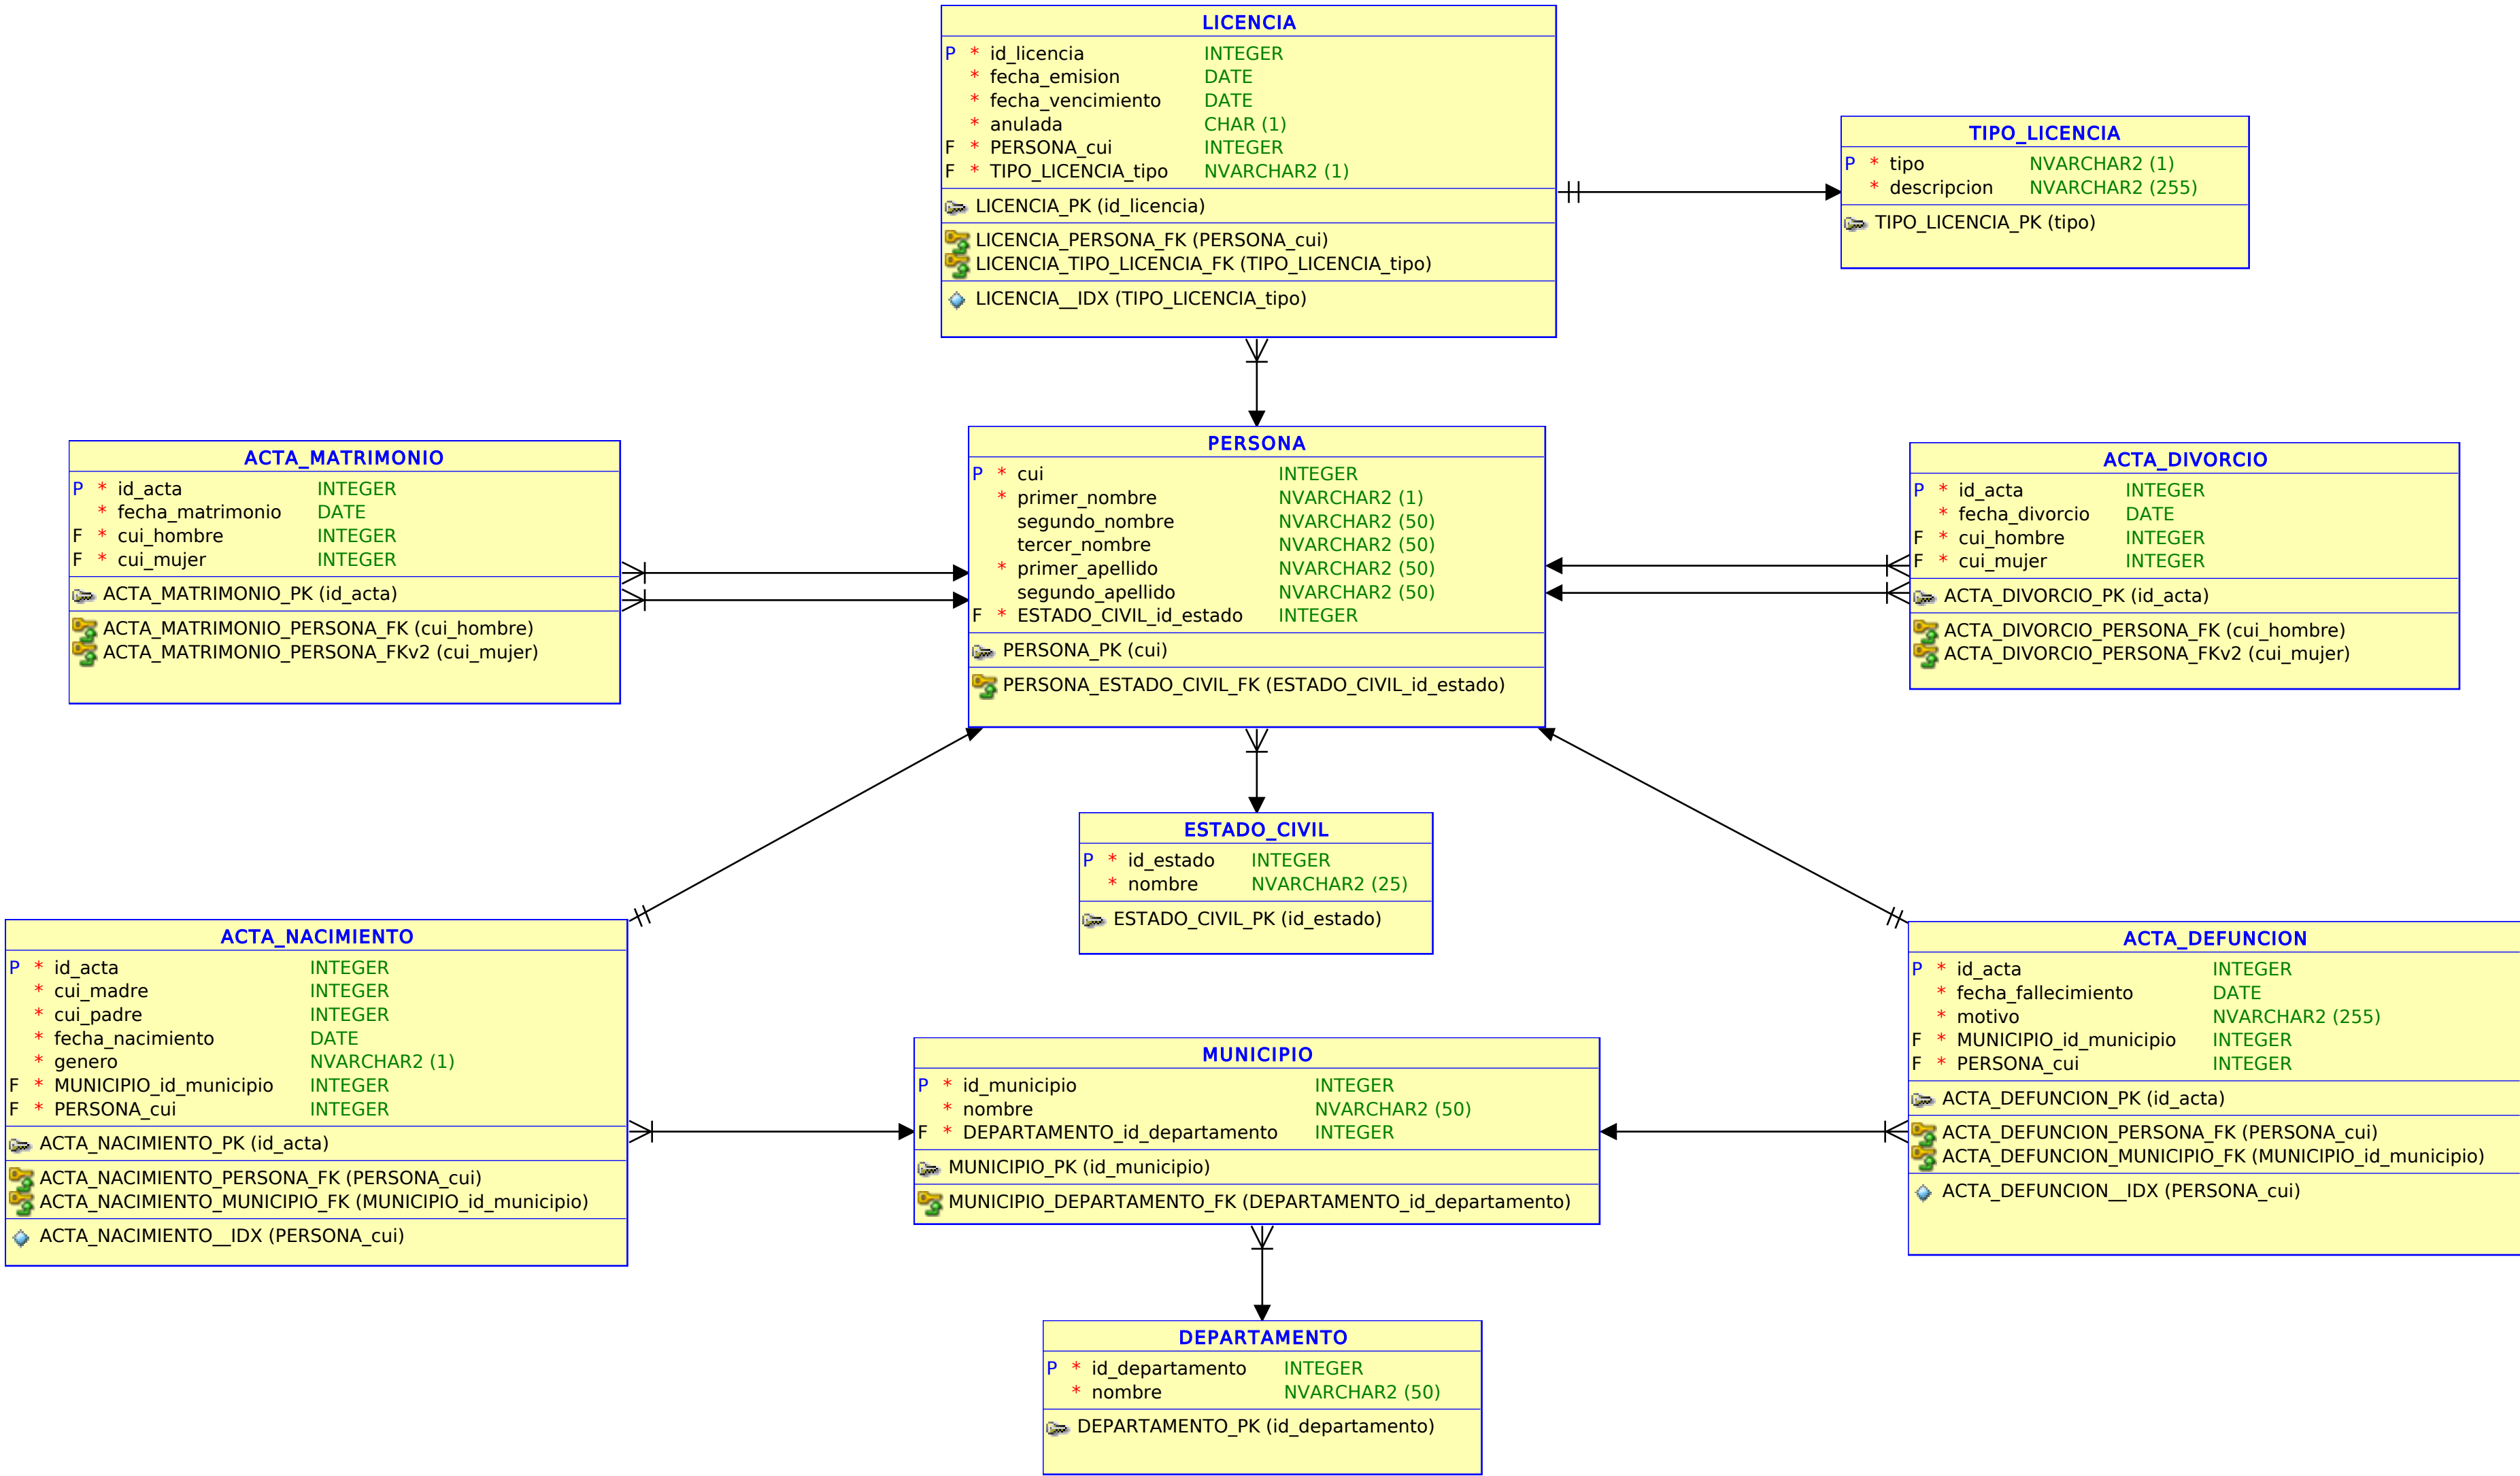 LICENCIA
P * id_licencia INTEGER
* fecha_emision DATE
* fecha_vencimiento DATE
* anulada CHAR (1)
F * PERSONA_cui INTEGER
F * TIPO_LICENCIA_tipo NVARCHAR2 (1)
LICENCIA_PK (id_licencia)
LICENCIA_PERSONA_FK (PERSONA_cui)
LICENCIA_TIPO_LICENCIA_FK (TIPO_LICENCIA_tipo)
LICENCIA__IDX (TIPO_LICENCIA_tipo)
TIPO_LICENCIA
P * tipo NVARCHAR2 (1)
* descripcion NVARCHAR2 (255)
TIPO_LICENCIA_PK (tipo)
ACTA_MATRIMONIO
P * id_acta INTEGER
* fecha_matrimonio DATE
F * cui_hombre INTEGER
F * cui_mujer INTEGER
ACTA_MATRIMONIO_PK (id_acta)
ACTA_MATRIMONIO_PERSONA_FK (cui_hombre)
ACTA_MATRIMONIO_PERSONA_FKv2 (cui_mujer)
PERSONA
P * cui INTEGER
* primer_nombre NVARCHAR2 (1)
segundo_nombre NVARCHAR2 (50)
tercer_nombre NVARCHAR2 (50)
* primer_apellido NVARCHAR2 (50)
segundo_apellido NVARCHAR2 (50)
F * ESTADO_CIVIL_id_estado INTEGER
PERSONA_PK (cui)
PERSONA_ESTADO_CIVIL_FK (ESTADO_CIVIL_id_estado)
ACTA_DIVORCIO
P * id_acta INTEGER
* fecha_divorcio DATE
F * cui_hombre INTEGER
F * cui_mujer INTEGER
ACTA_DIVORCIO_PK (id_acta)
ACTA_DIVORCIO_PERSONA_FK (cui_hombre)
ACTA_DIVORCIO_PERSONA_FKv2 (cui_mujer)
ESTADO_CIVIL
P * id_estado INTEGER
* nombre NVARCHAR2 (25)
ESTADO_CIVIL_PK (id_estado)
ACTA_NACIMIENTO
P * id_acta INTEGER
* cui_madre INTEGER
* cui_padre INTEGER
* fecha_nacimiento DATE
* genero NVARCHAR2 (1)
F * MUNICIPIO_id_municipio INTEGER
F * PERSONA_cui INTEGER
ACTA_NACIMIENTO_PK (id_acta)
ACTA_NACIMIENTO_PERSONA_FK (PERSONA_cui)
ACTA_NACIMIENTO_MUNICIPIO_FK (MUNICIPIO_id_municipio)
ACTA_NACIMIENTO__IDX (PERSONA_cui)
MUNICIPIO
P * id_municipio INTEGER
* nombre NVARCHAR2 (50)
F * DEPARTAMENTO_id_departamento INTEGER
MUNICIPIO_PK (id_municipio)
MUNICIPIO_DEPARTAMENTO_FK (DEPARTAMENTO_id_departamento)
ACTA_DEFUNCION
P * id_acta INTEGER
* fecha_fallecimiento DATE
* motivo NVARCHAR2 (255)
F * MUNICIPIO_id_municipio INTEGER
F * PERSONA_cui INTEGER
ACTA_DEFUNCION_PK (id_acta)
ACTA_DEFUNCION_PERSONA_FK (PERSONA_cui)
ACTA_DEFUNCION_MUNICIPIO_FK (MUNICIPIO_id_municipio)
ACTA_DEFUNCION__IDX (PERSONA_cui)
DEPARTAMENTO
P * id_departamento INTEGER
* nombre NVARCHAR2 (50)
DEPARTAMENTO_PK (id_departamento)